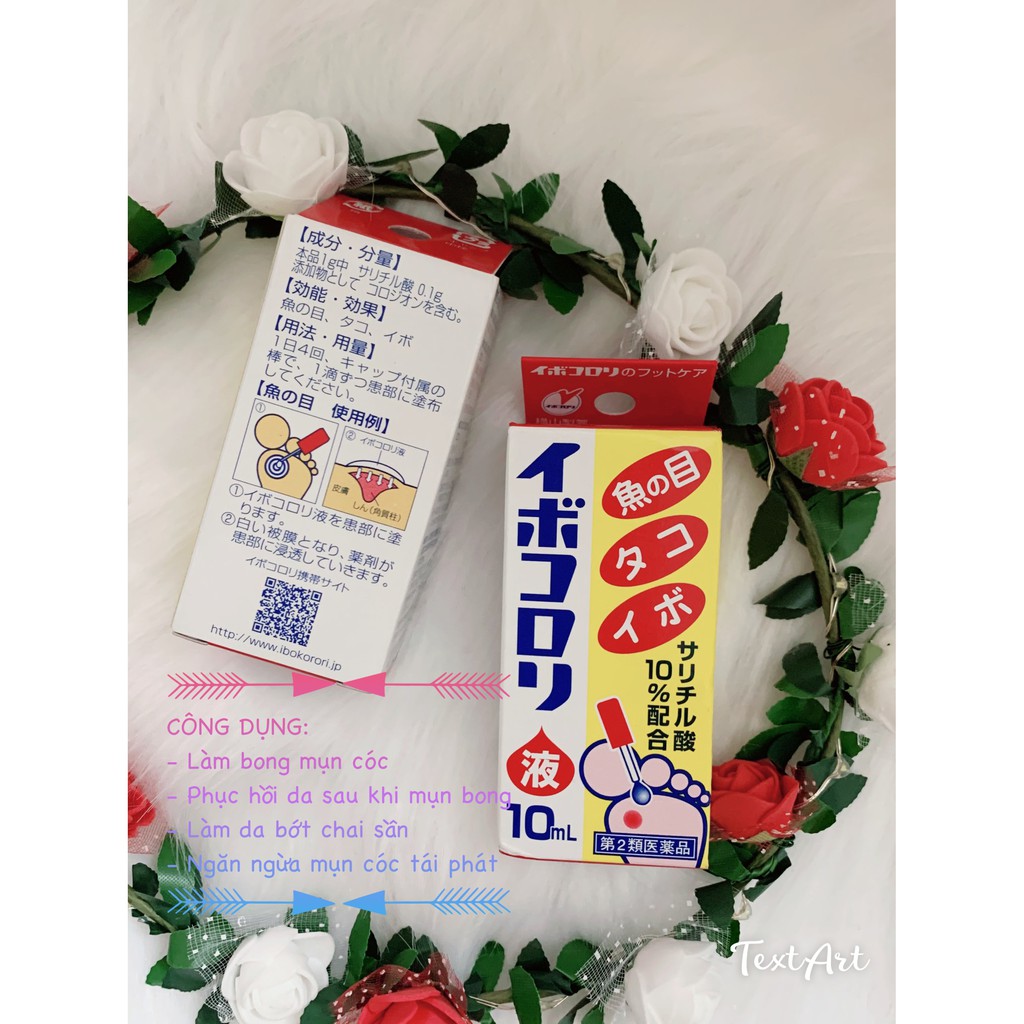 【成分・分量】
本品1g中 サリチル酸 0.1g
添加物として コロジオンを含む。
【効能・効果】
魚の目、タコ、イボ
【用法・用量】
1日4回、キャップ付属の
棒で、1滴ずつ患部に塗布
してください。
【魚の目 使用例】
①
②
イボコロリ液
皮膚
しん(角質柱)
①イボコロリ液を患部に塗
ります。
②白い被膜となり、薬剤が
患部に浸透していきます。
イボコロリ携帯サイト
http://www.ibokorori.jp
イボコロリのフットケア
イボコロリ
液
10mL
魚の目
タコ
イボ
サリチル酸
10%配合
第2類医薬品
CÔNG DỤNG:
- Làm bong mụn cóc
- Phục hồi da sau khi mụn bong
- Làm da bớt chai sần
- Ngăn ngừa mụn cóc tái phát
TextArt